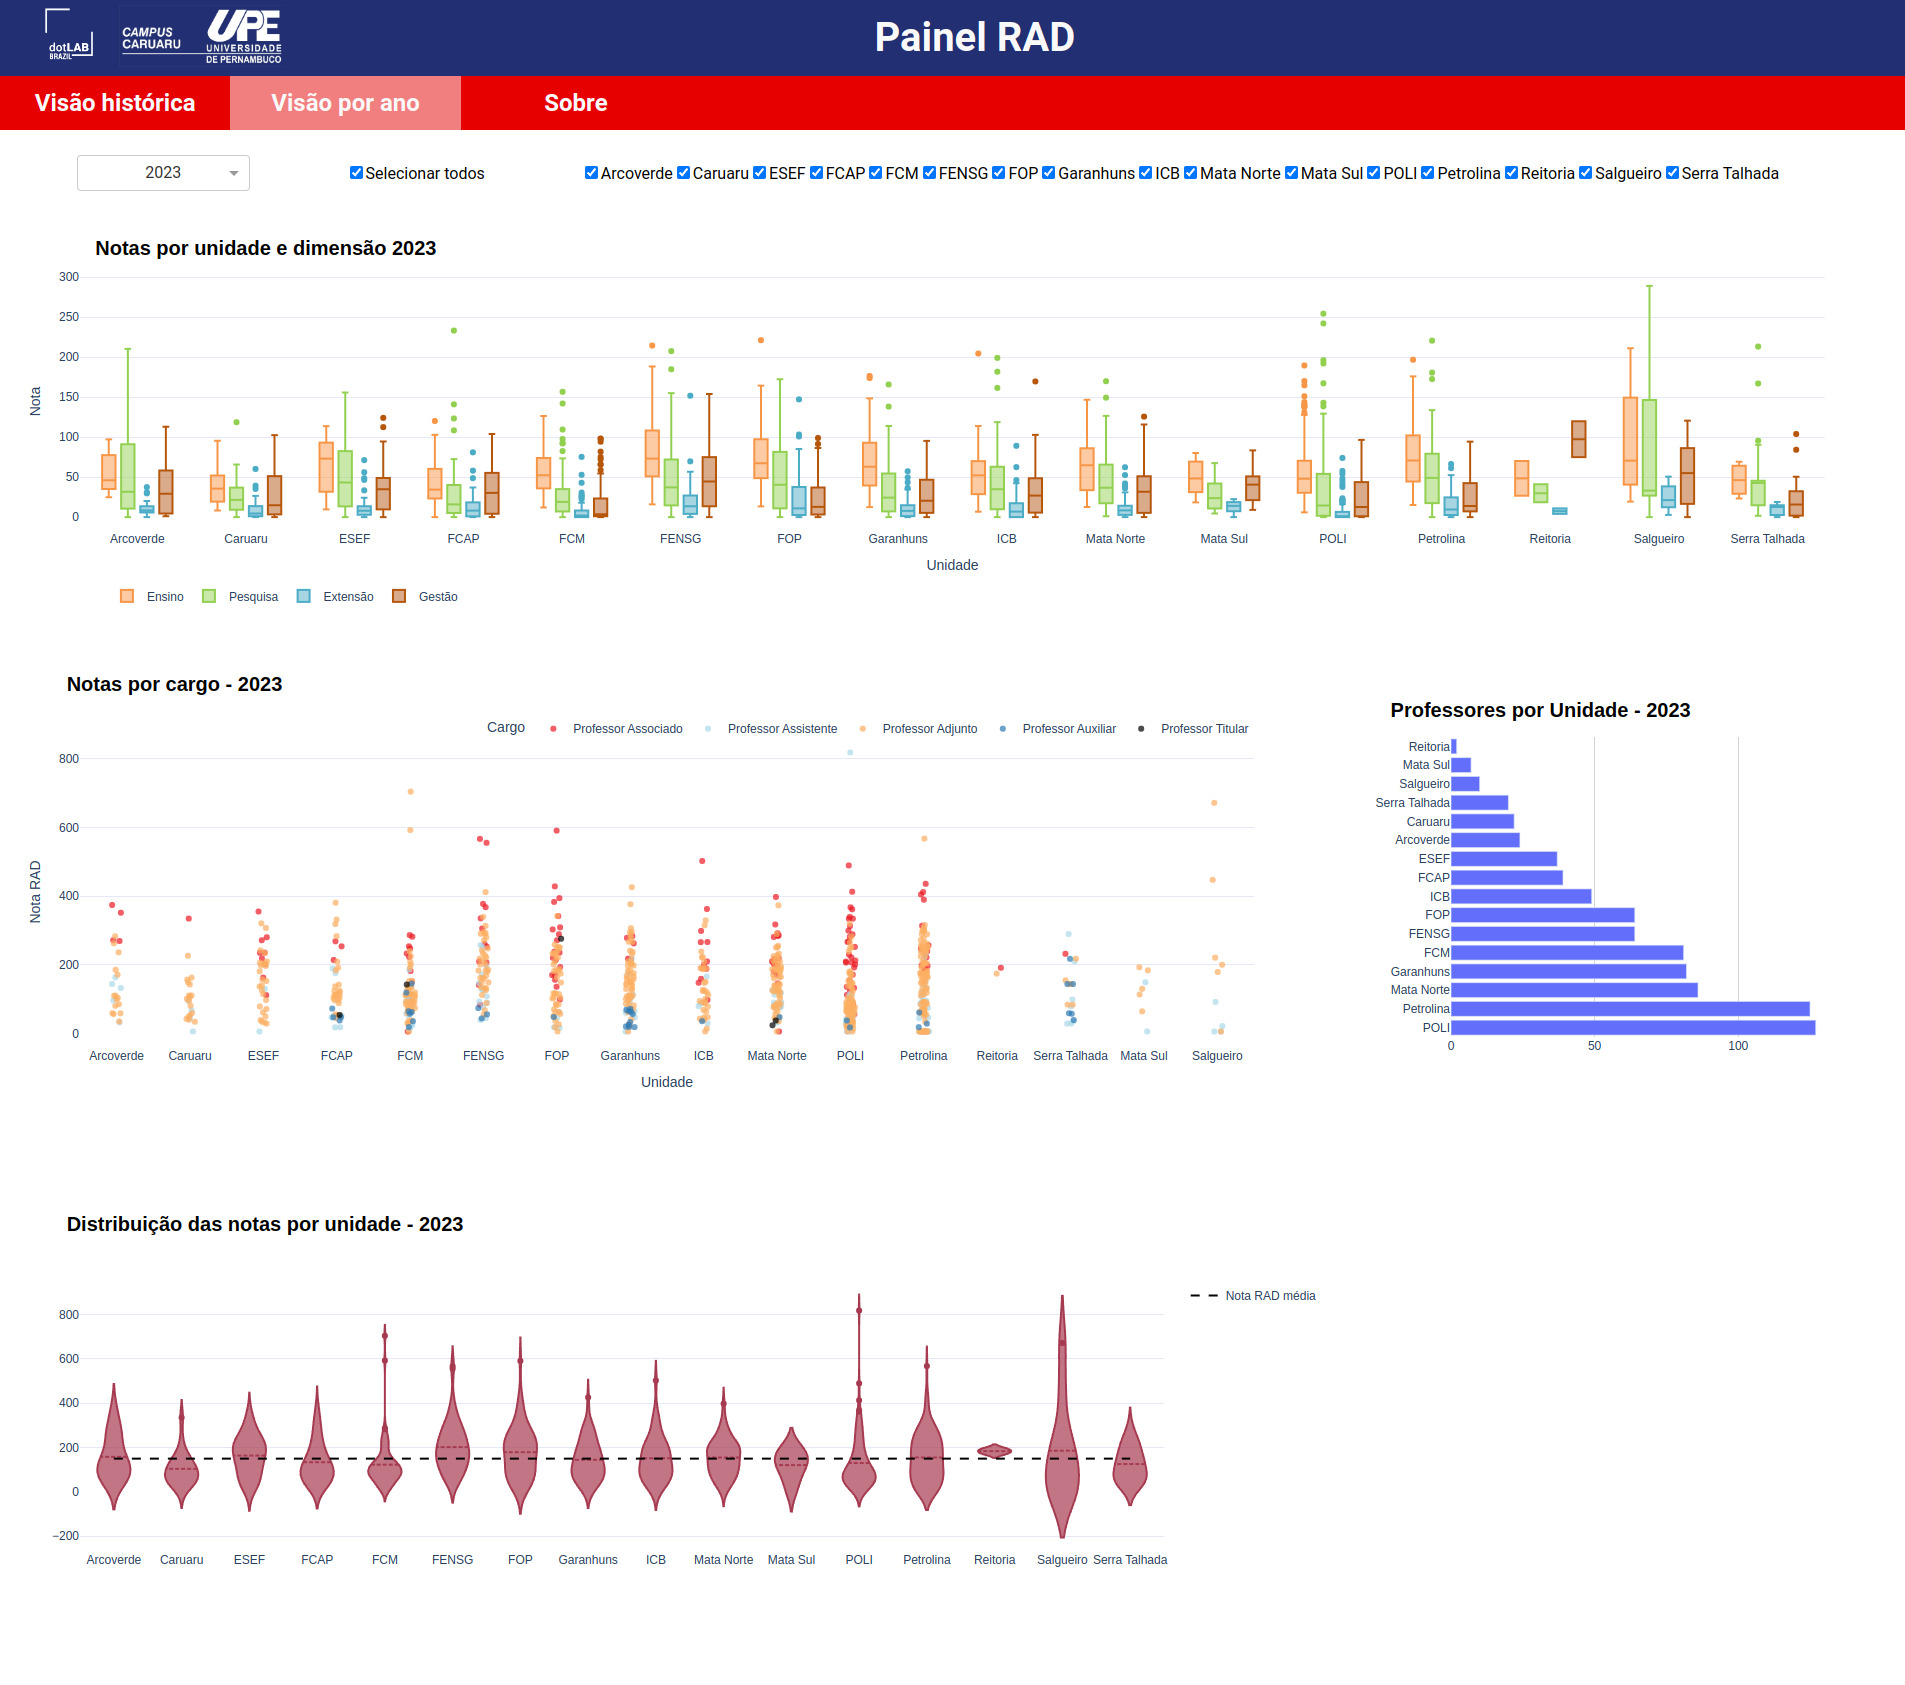 dotLAB
BRAZIL
CAMPUS
CARUARU
UPE
UNIVERSIDADE
DE PERNAMBUCO
Painel RAD
Visão histórica
Visão por ano
Sobre
2023
Selecionar todos
Arcoverde Caruaru ESEF FCAP FCM FENSG FOP Garanhuns ICB Mata Norte Mata Sul POLI Petrolina Reitoria Salgueiro Serra Talhada
Notas por unidade e dimensão 2023
300
250
200
150
100
50
0
Nota
Arcoverde Caruaru ESEF FCAP FCM FENSG FOP Garanhuns ICB Mata Norte Mata Sul POLI Petrolina Reitoria Salgueiro Serra Talhada
Unidade
Ensino Pesquisa Extensão Gestão
Notas por cargo - 2023
Cargo Professor Associado Professor Assistente Professor Adjunto Professor Auxiliar Professor Titular
800
600
400
200
0
Nota RAD
Arcoverde Caruaru ESEF FCAP FCM FENSG FOP Garanhuns ICB Mata Norte POLI Petrolina Reitoria Serra Talhada Mata Sul Salgueiro
Unidade
Professores por Unidade - 2023
Reitoria
Mata Sul
Salgueiro
Serra Talhada
Caruaru
Arcoverde
ESEF
FCAP
ICB
FOP
FENSG
FCM
Garanhuns
Mata Norte
Petrolina
POLI
0 50 100
Distribuição das notas por unidade - 2023
Nota RAD média
800
600
400
200
0
−200
Arcoverde Caruaru ESEF FCAP FCM FENSG FOP Garanhuns ICB Mata Norte Mata Sul POLI Petrolina Reitoria Salgueiro Serra Talhada